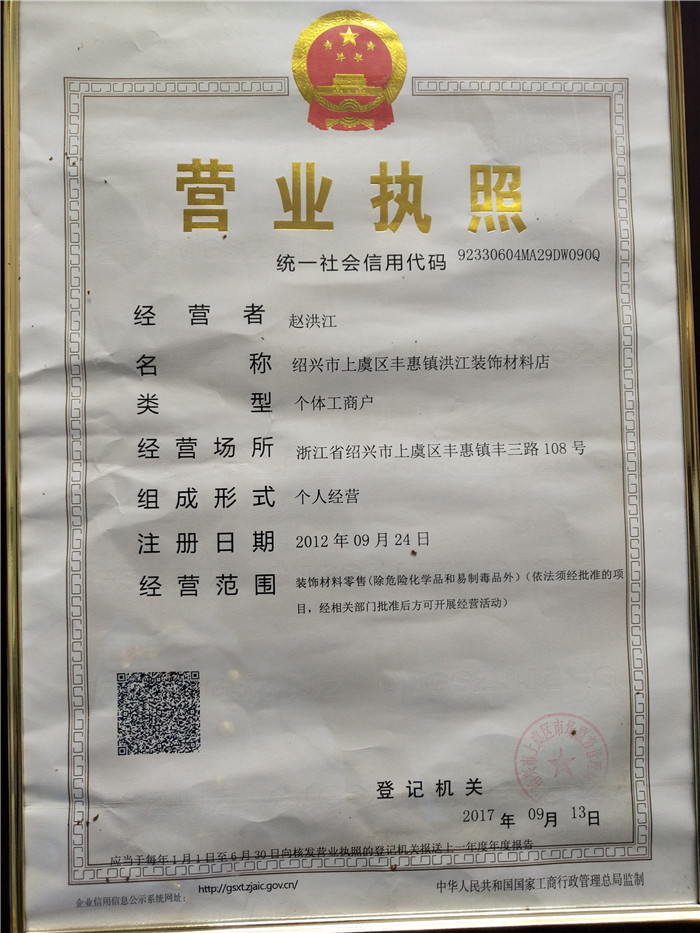 营业执照
统一社会信用代码 92330604MA29DW090Q
经营者 赵洪江
名称 绍兴市上虞区丰惠镇洪江装饰材料店
类型 个体工商户
经营场所 浙江省绍兴市上虞区丰惠镇丰三路108号
组成形式 个人经营
注册日期 2012年09月24日
经营范围 装饰材料零售(除危险化学品和易制毒品外)(依法须经批准的项
目,经相关部门批准后方可开展经营活动)
登记机关
2017年09月13日
应当于每年1月1日至6月30日向核发营业执照的登记机关报送上一年度年度报告
企业信用信息公示系统网址: http://gsxt.zjaic.gov.cn/
中华人民共和国国家工商行政管理总局监制